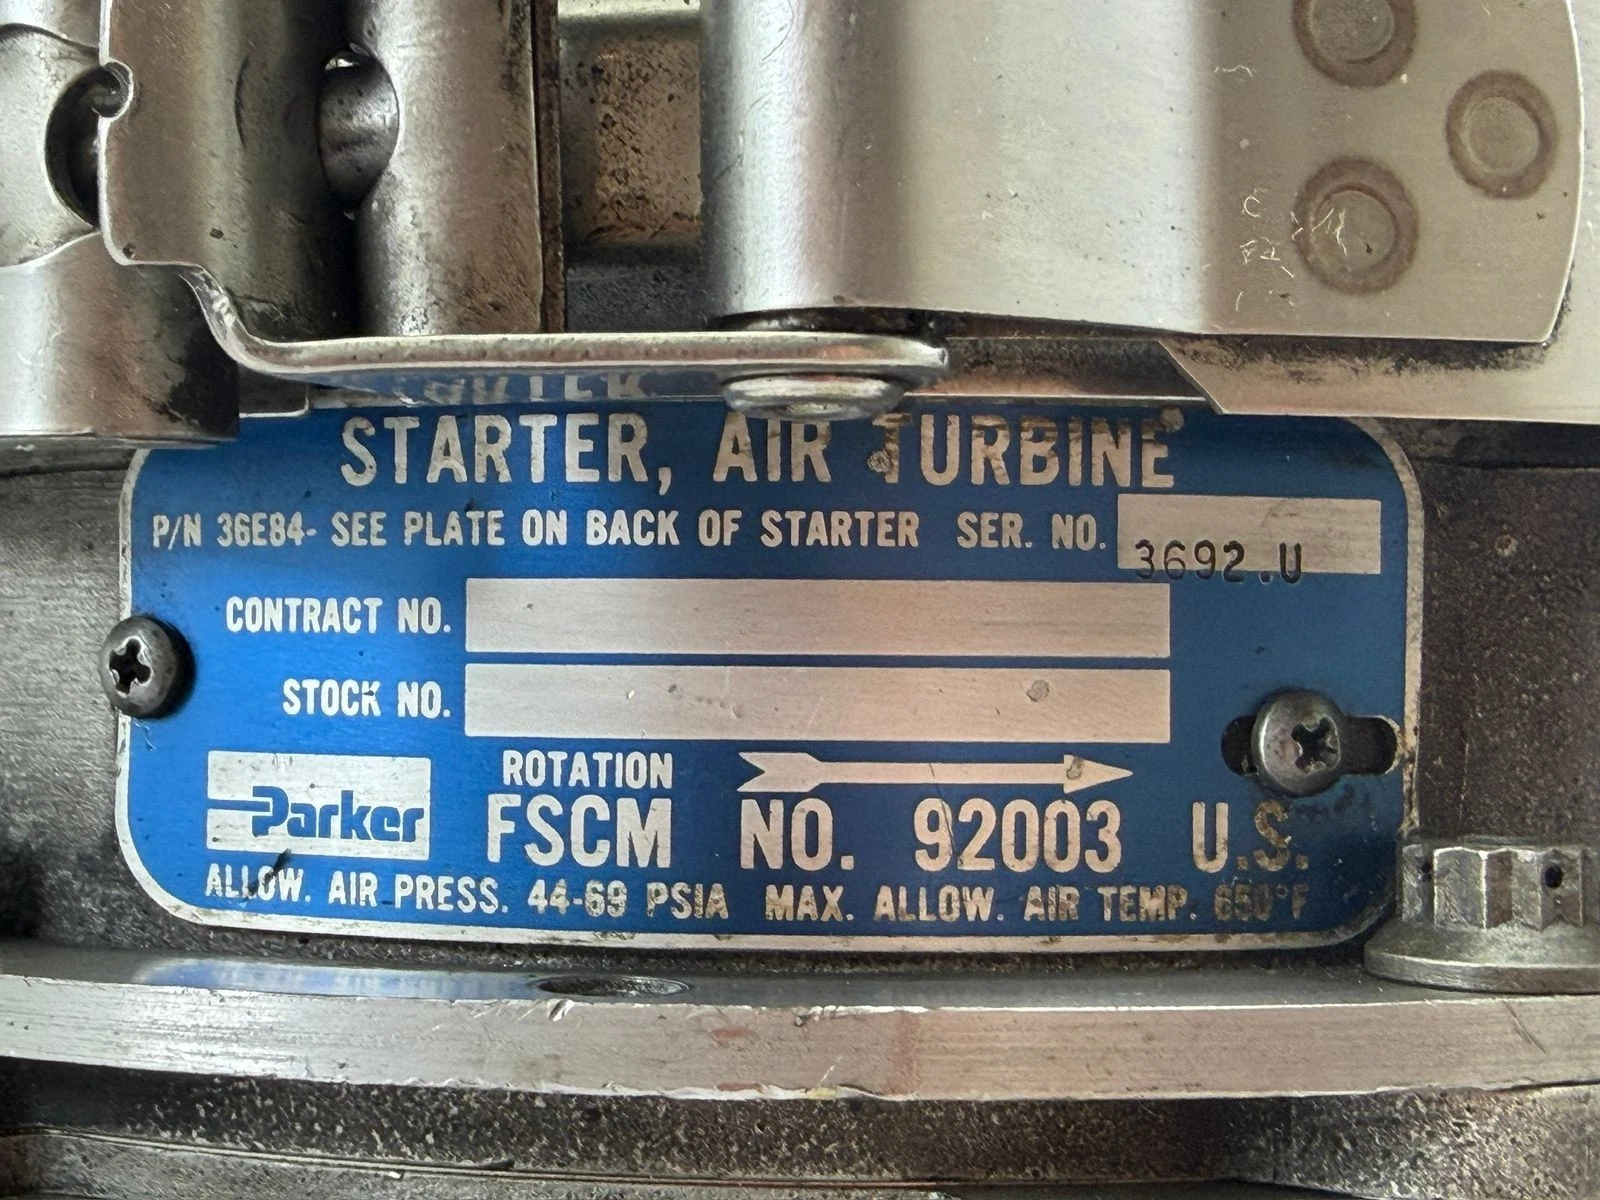 STARTER, AIR TURBINE
P/N 36E84- SEE PLATE ON BACK OF STARTER SER. NO. 3692.U
CONTRACT NO.
STOCK NO.
ROTATION
Parker FSCM NO. 92003 U.S.
ALLOW. AIR PRESS. 44-69 PSIA MAX. ALLOW. AIR TEMP. 650°F